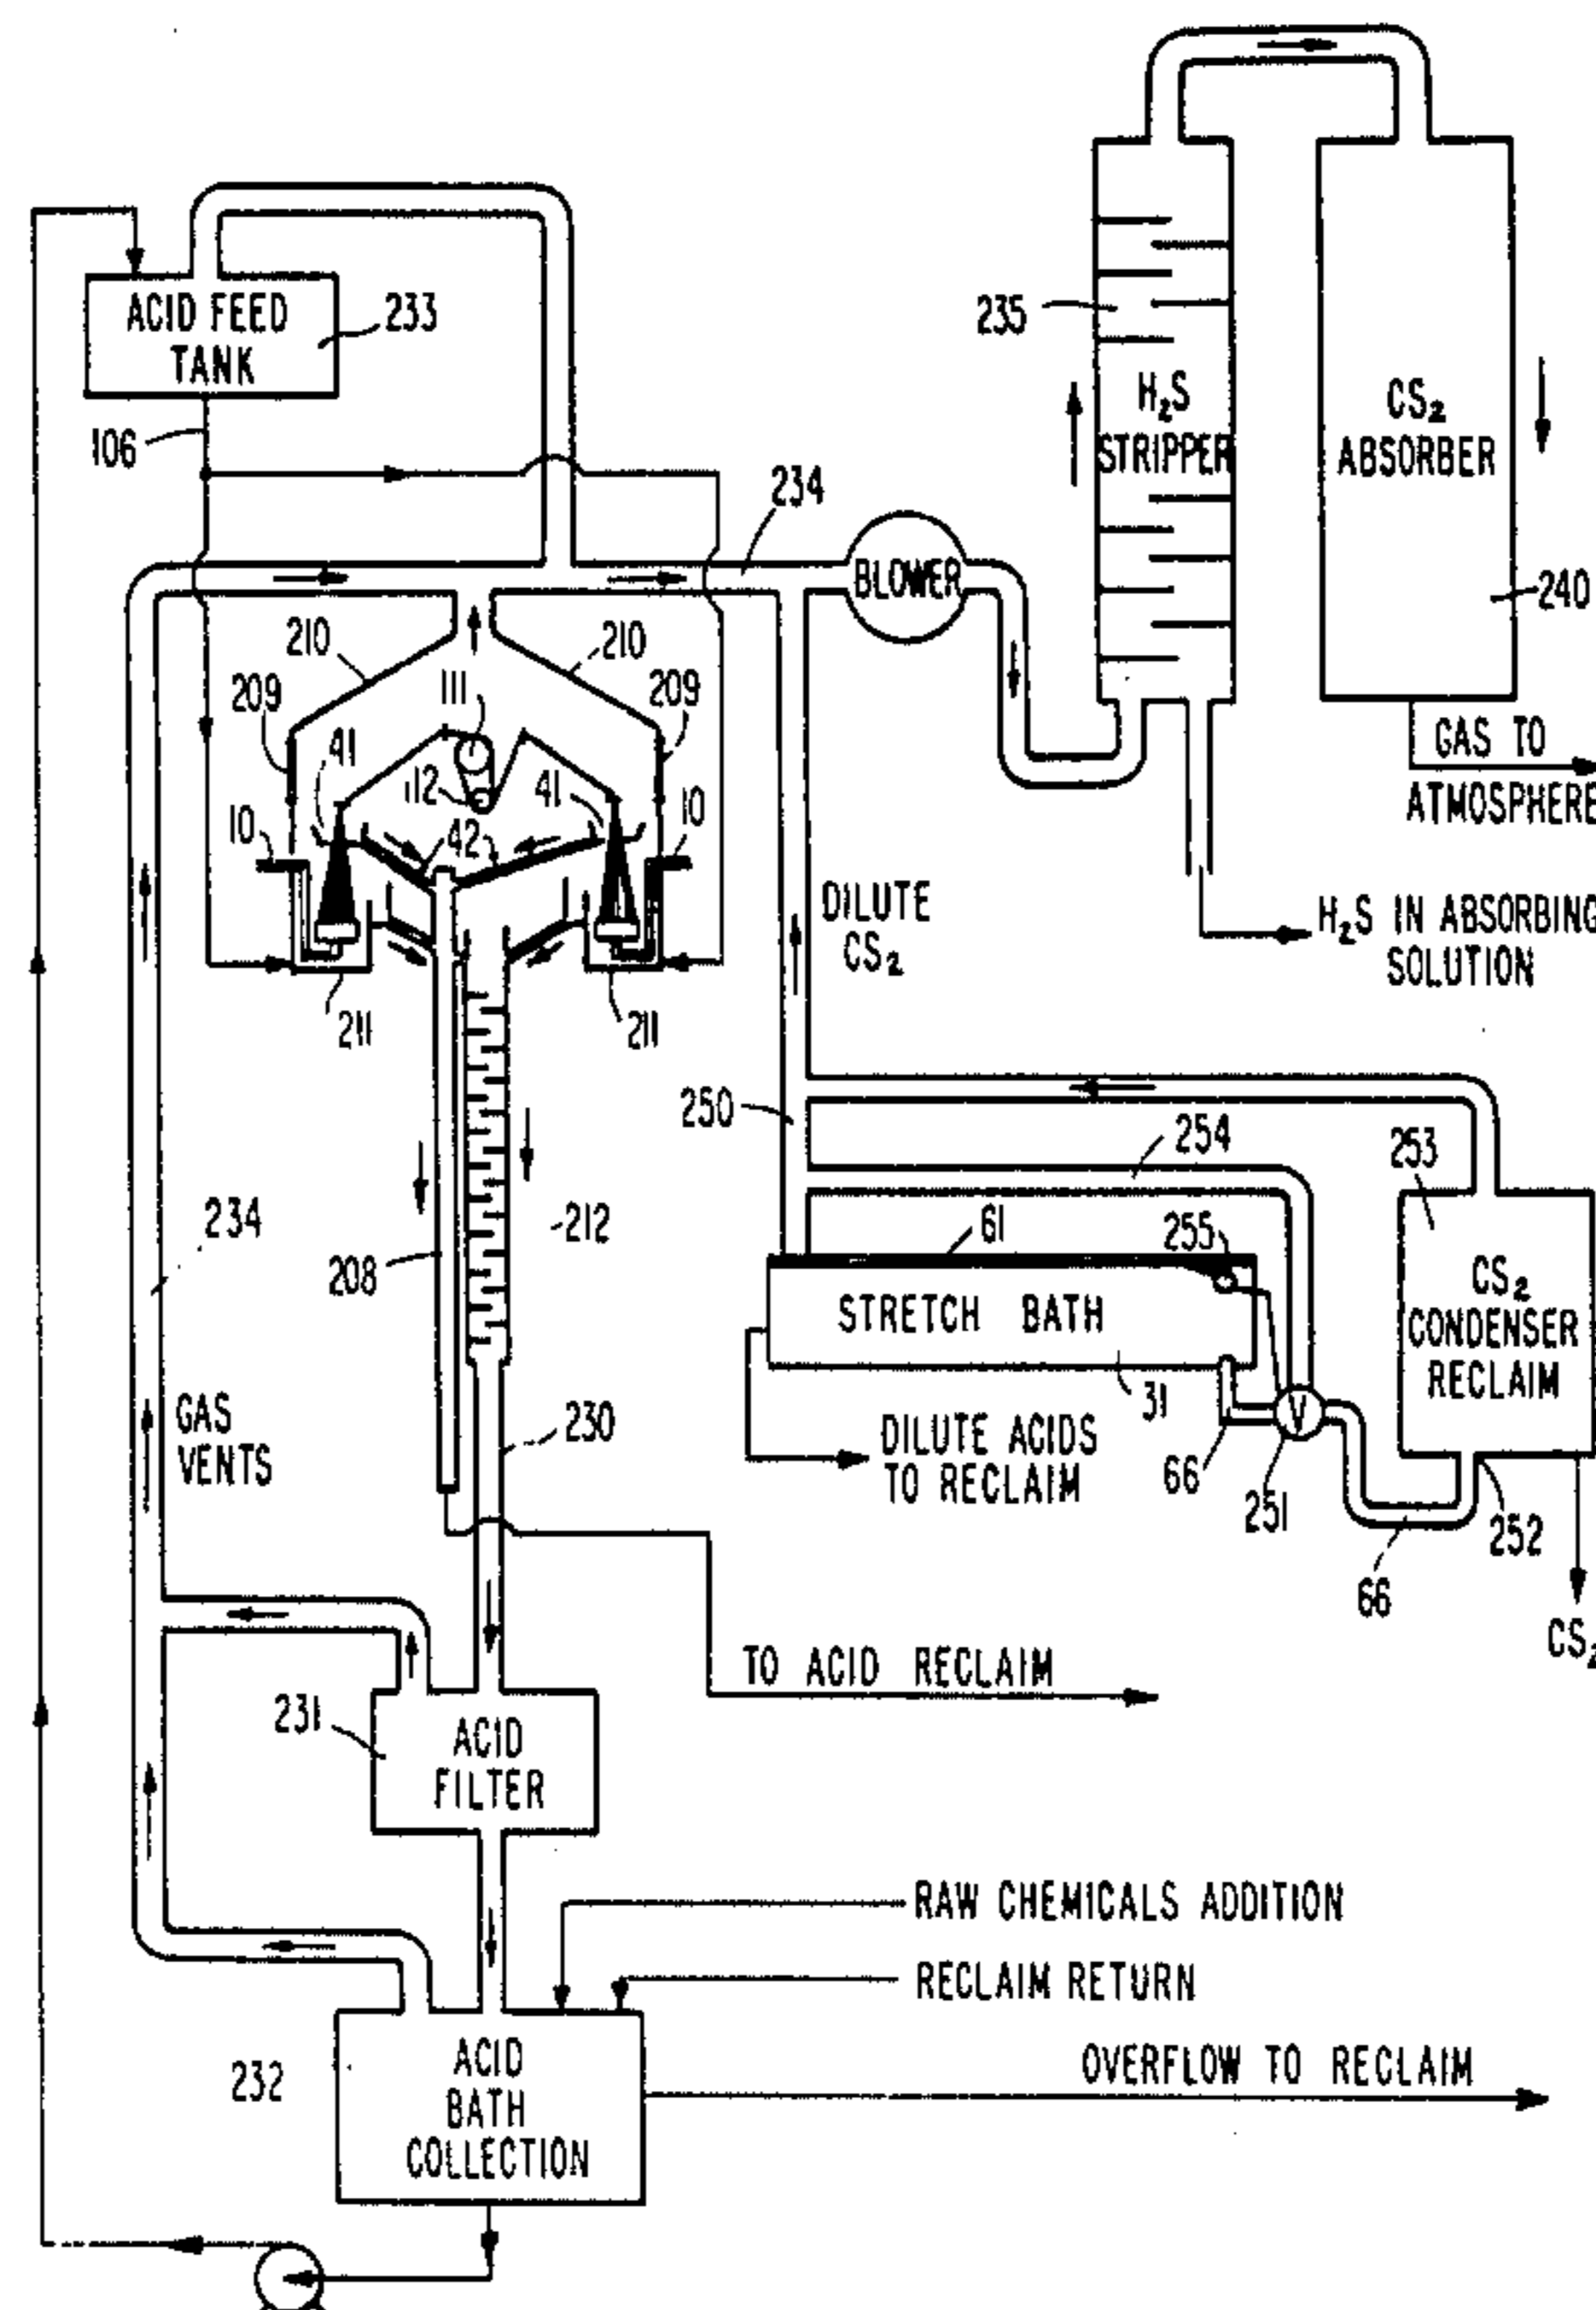 ACID FEED
TANK
233
106
235
H₂S
STRIPPER
CS₂
ABSORBER
240
234
BLOWER
210
210
209
209
111
41
112
41
10
10
42
211
211
GAS TO
ATMOSPHERE
H₂S IN ABSORBING
SOLUTION
DILUTE
CS₂
250
254
253
234
208
212
61
255
STRETCH BATH
31
CS₂
CONDENSER
RECLAIM
GAS
VENTS
230
DILUTE ACIDS
TO RECLAIM
66
V
251
252
66
CS₂
TO ACID RECLAIM
231
ACID
FILTER
RAW CHEMICALS ADDITION
RECLAIM RETURN
232
ACID
BATH
COLLECTION
OVERFLOW TO RECLAIM